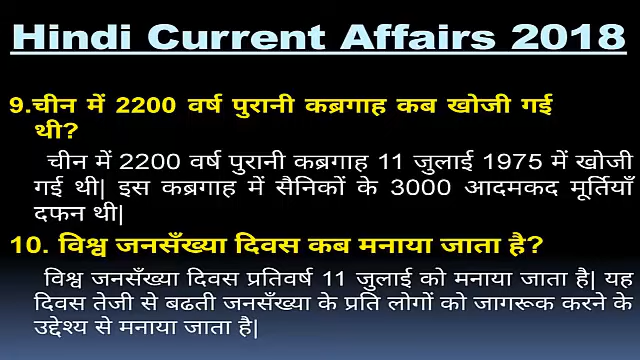 Hindi Current Affairs 2018
9.चीन में 2200 वर्ष पुरानी कब्रगाह कब खोजी गई
थी?
चीन में 2200 वर्ष पुरानी कब्रगाह 11 जुलाई 1975 में खोजी
गई थी| इस कब्रगाह में सैनिकों के 3000 आदमकद मूर्तियाँ
दफन थी|
10. विश्व जनसँख्या दिवस कब मनाया जाता है?
विश्व जनसँख्या दिवस प्रतिवर्ष 11 जुलाई को मनाया जाता है| यह
दिवस तेजी से बढती जनसँख्या के प्रति लोगों को जागरूक करने के
उद्देश्य से मनाया जाता है|